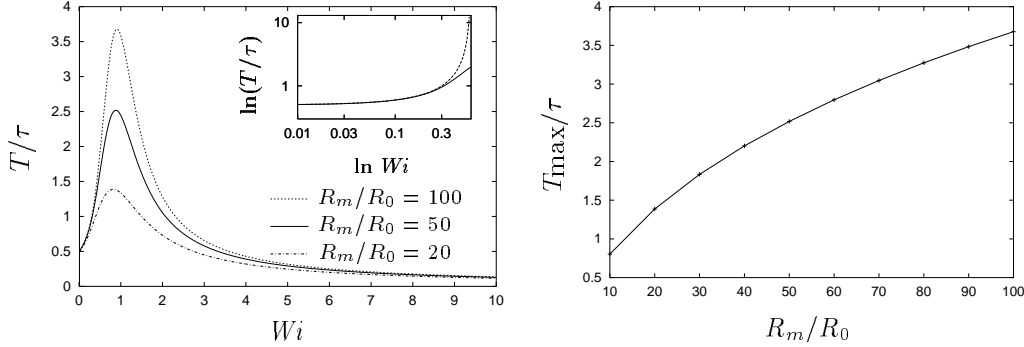 4
3.5
3
2.5
2
1.5
1
0.5
0
0 1 2 3 4 5 6 7 8 9 10
T/τ
Wi
10
1
0.01 0.03 0.1 0.3
ln(T/τ)
ln Wi
R_m/R_0 = 100
R_m/R_0 = 50
R_m/R_0 = 20
4
3.5
3
2.5
2
1.5
1
0.5
10 20 30 40 50 60 70 80 90 100
T_max/τ
R_m/R_0